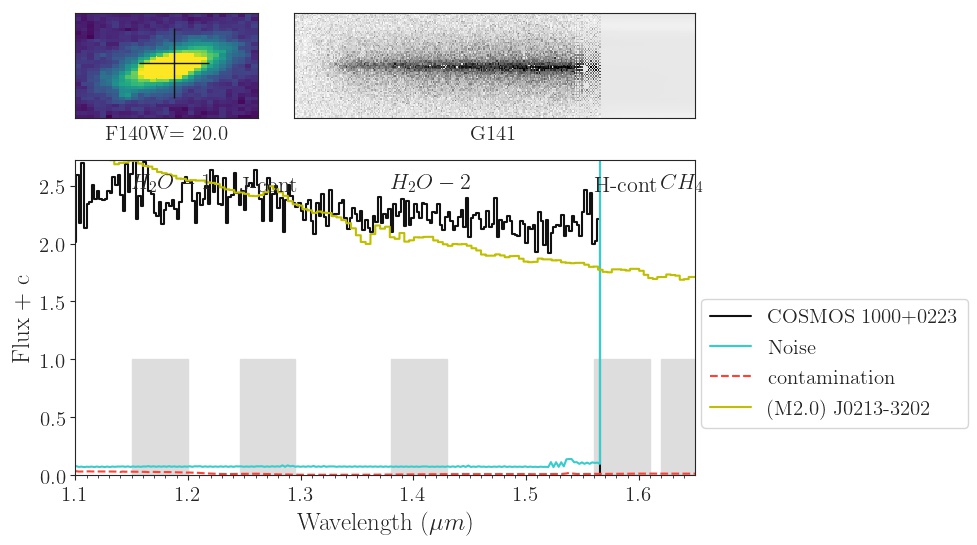 F140W= 20.0
G141
H₂O − 1
J-cont
H₂O − 2
H-cont
CH₄
Flux + c
2.5
2.0
1.5
1.0
0.5
0.0
1.1
1.2
1.3
1.4
1.5
1.6
Wavelength (μm)
COSMOS 1000+0223
Noise
contamination
(M2.0) J0213-3202